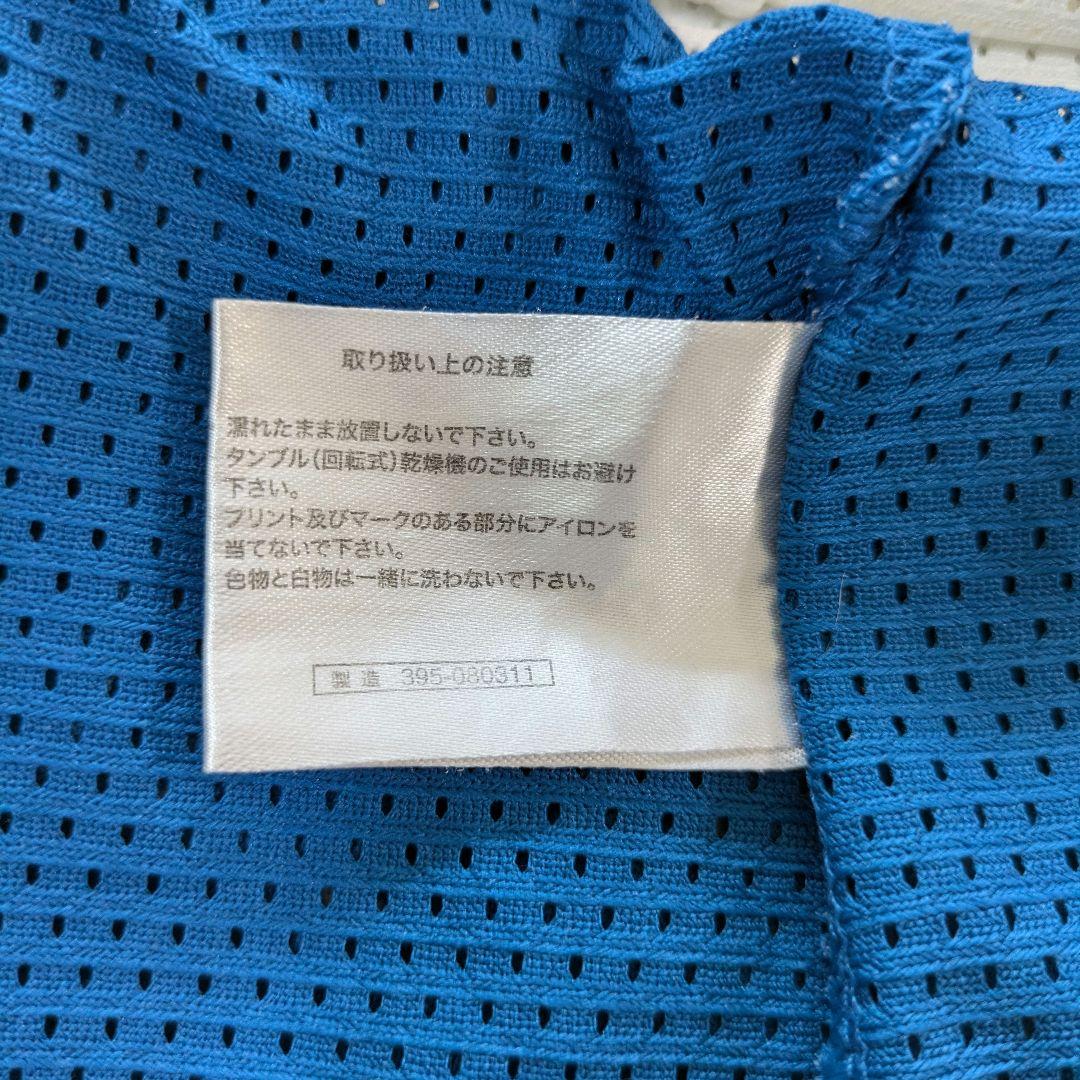 取り扱い上の注意
濡れたまま放置しないで下さい。
タンブル(回転式)乾燥機のご使用はお避け
下さい。
プリント及びマークのある部分にアイロンを
当てないで下さい。
色物と白物は一緒に洗わないで下さい。
製造 395-080311